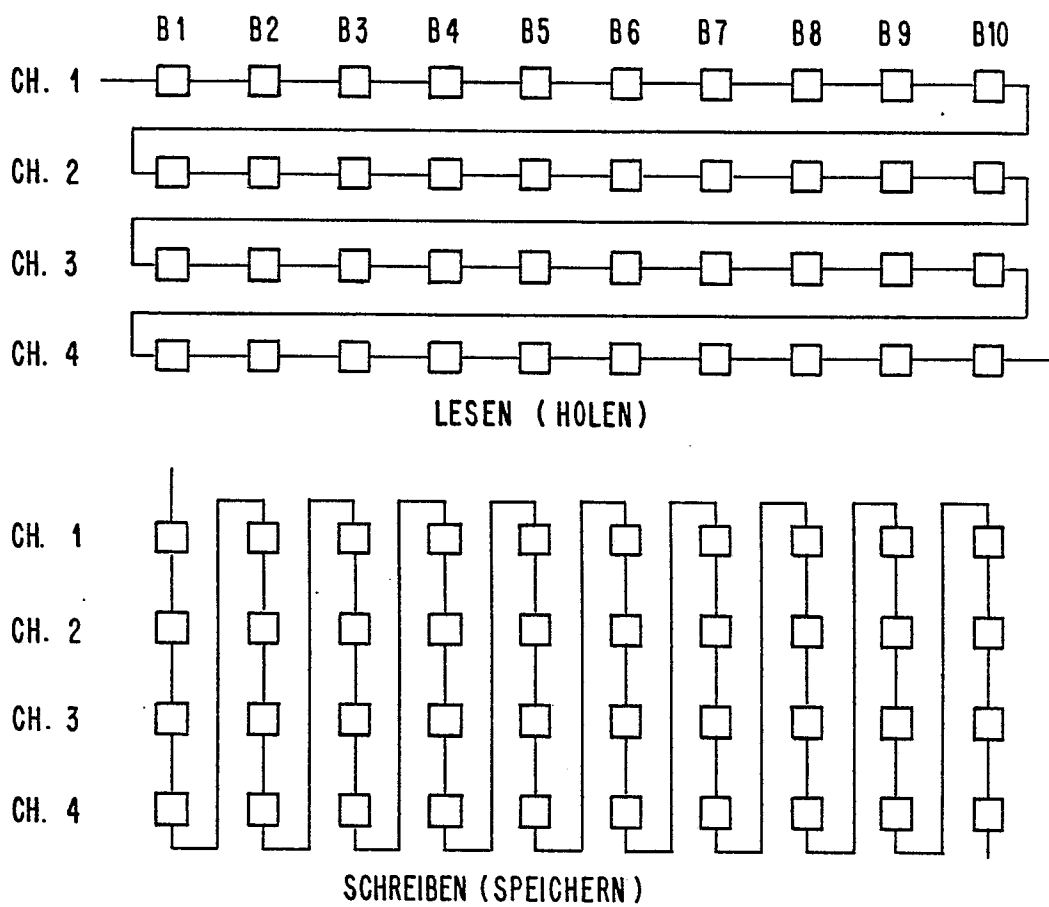 B1 B2 B3 B4 B5 B6 B7 B8 B9 B10
CH. 1
CH. 2
CH. 3
CH. 4
LESEN (HOLEN)
CH. 1
CH. 2
CH. 3
CH. 4
SCHREIBEN (SPEICHERN)